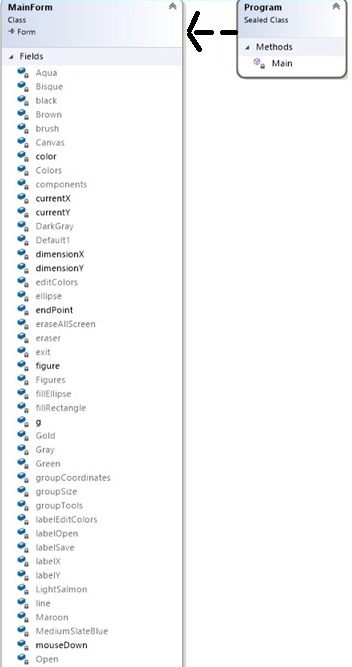 MainForm
Class
Form
Fields
Aqua
Bisque
black
Brown
brush
Canvas
color
Colors
components
currentX
currentY
DarkGray
Default1
dimensionX
dimensionY
editColors
ellipse
endPoint
eraseAllScreen
eraser
exit
figure
Figures
fillEllipse
fillRectangle
g
Gold
Gray
Green
groupCoordinates
groupSize
groupTools
labelEditColors
labelOpen
labelSave
labelX
labelY
LightSalmon
line
Maroon
MediumSlateBlue
mouseDown
Open
Program
Sealed Class
Methods
Main